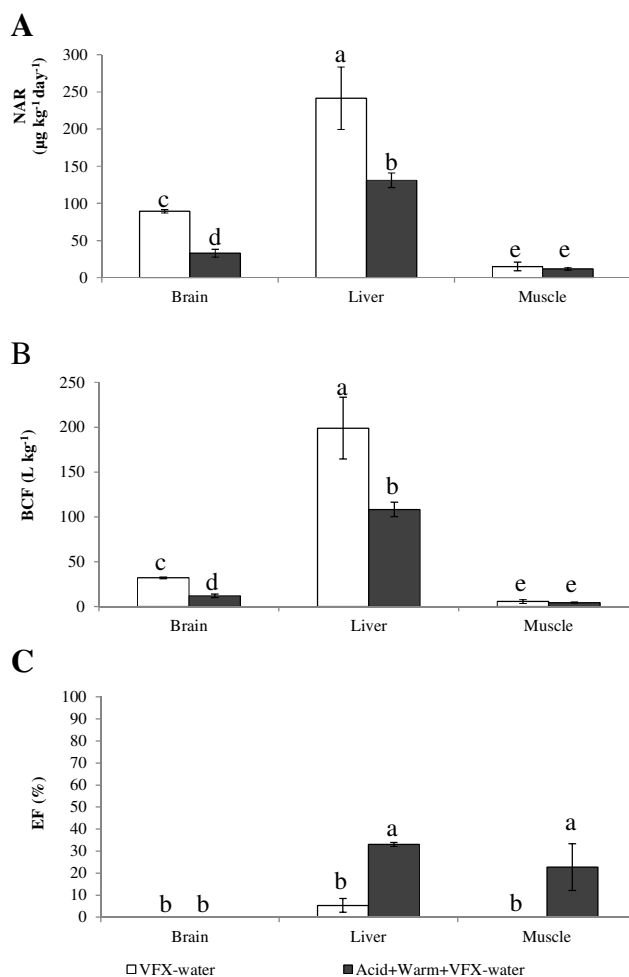 A
NAR
(µg kg-1 day-1)
300
250
200
150
100
50
0
a
b
c
d
e e
Brain Liver Muscle
B
BCF (L kg-1)
250
200
150
100
50
0
a
b
c
d
e e
Brain Liver Muscle
C
EF (%)
100
90
80
70
60
50
40
30
20
10
0
a
a
b
b b
b
Brain Liver Muscle
VFX-water Acid+Warm+VFX-water